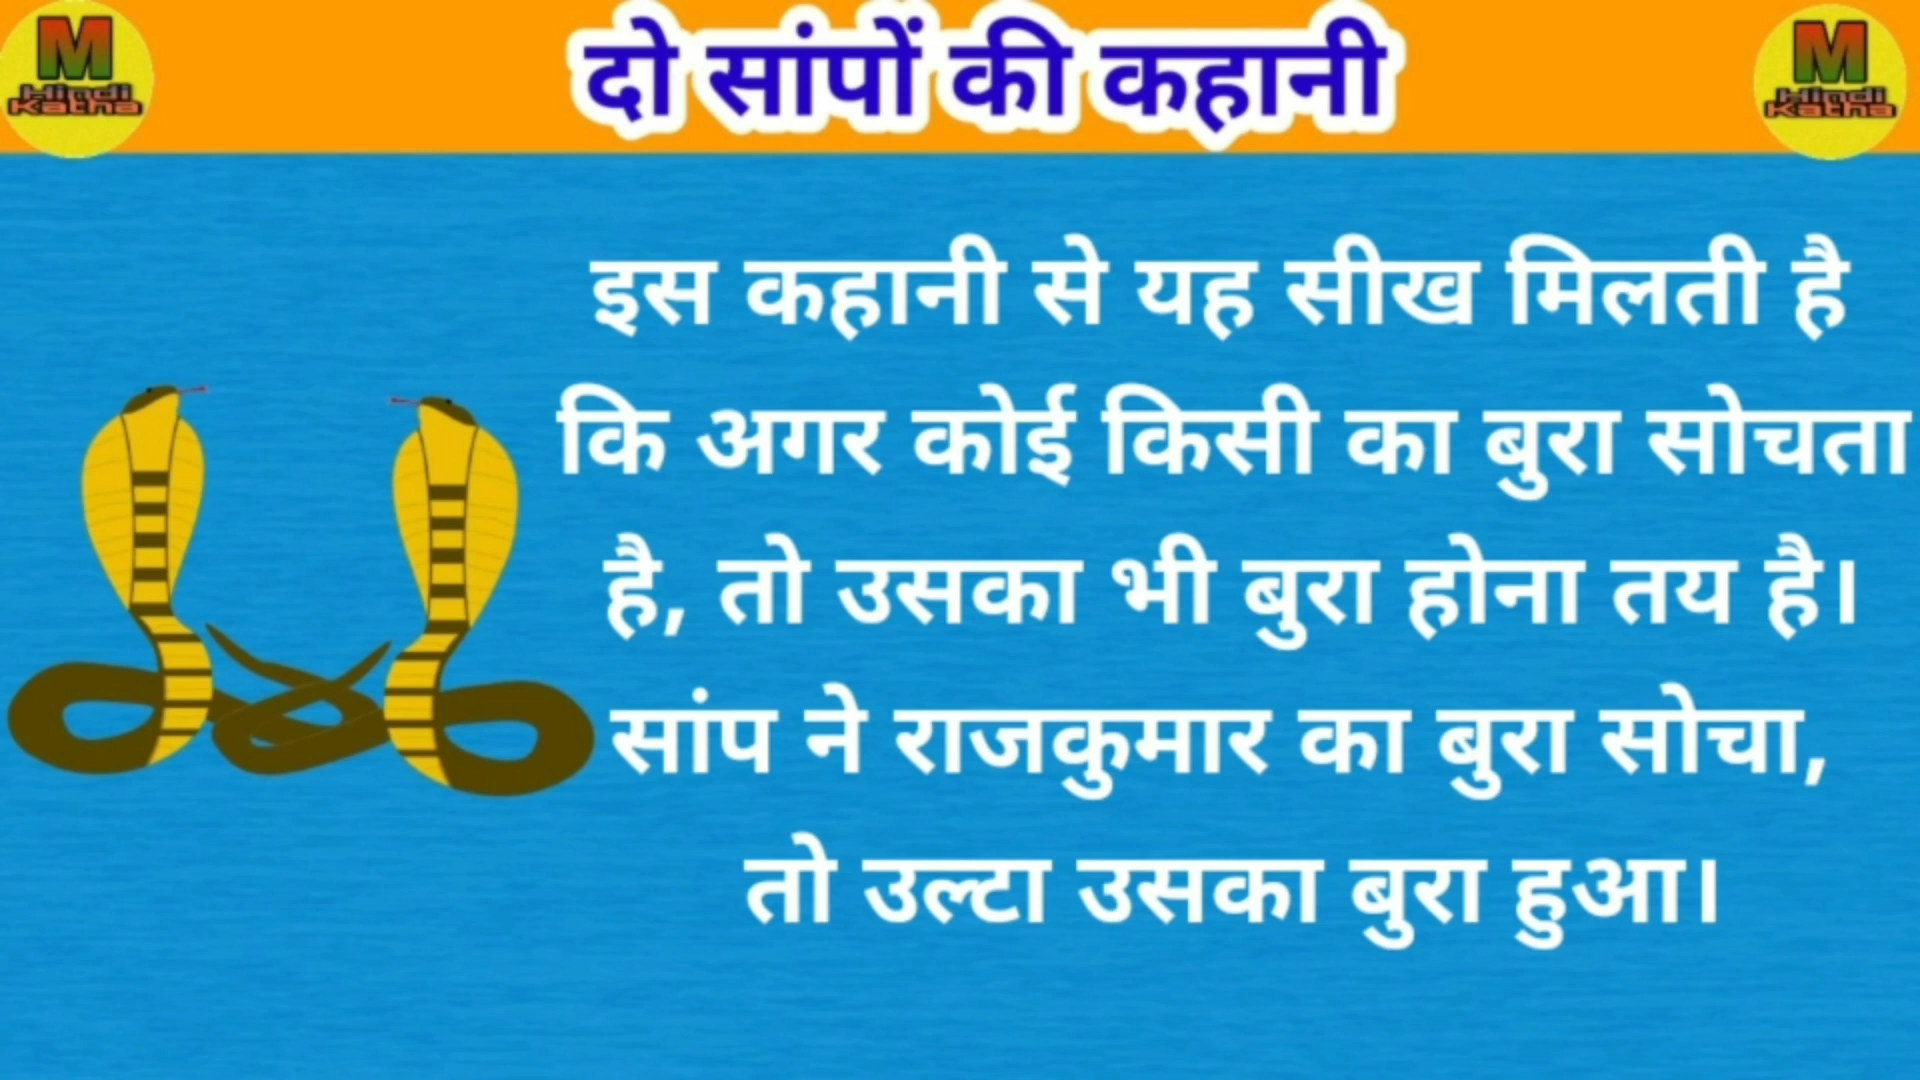 M
Hindi
Katha
दो सांपों की कहानी
M
Hindi
Katha
इस कहानी से यह सीख मिलती है
कि अगर कोई किसी का बुरा सोचता
है, तो उसका भी बुरा होना तय है।
सांप ने राजकुमार का बुरा सोचा,
तो उल्टा उसका बुरा हुआ।